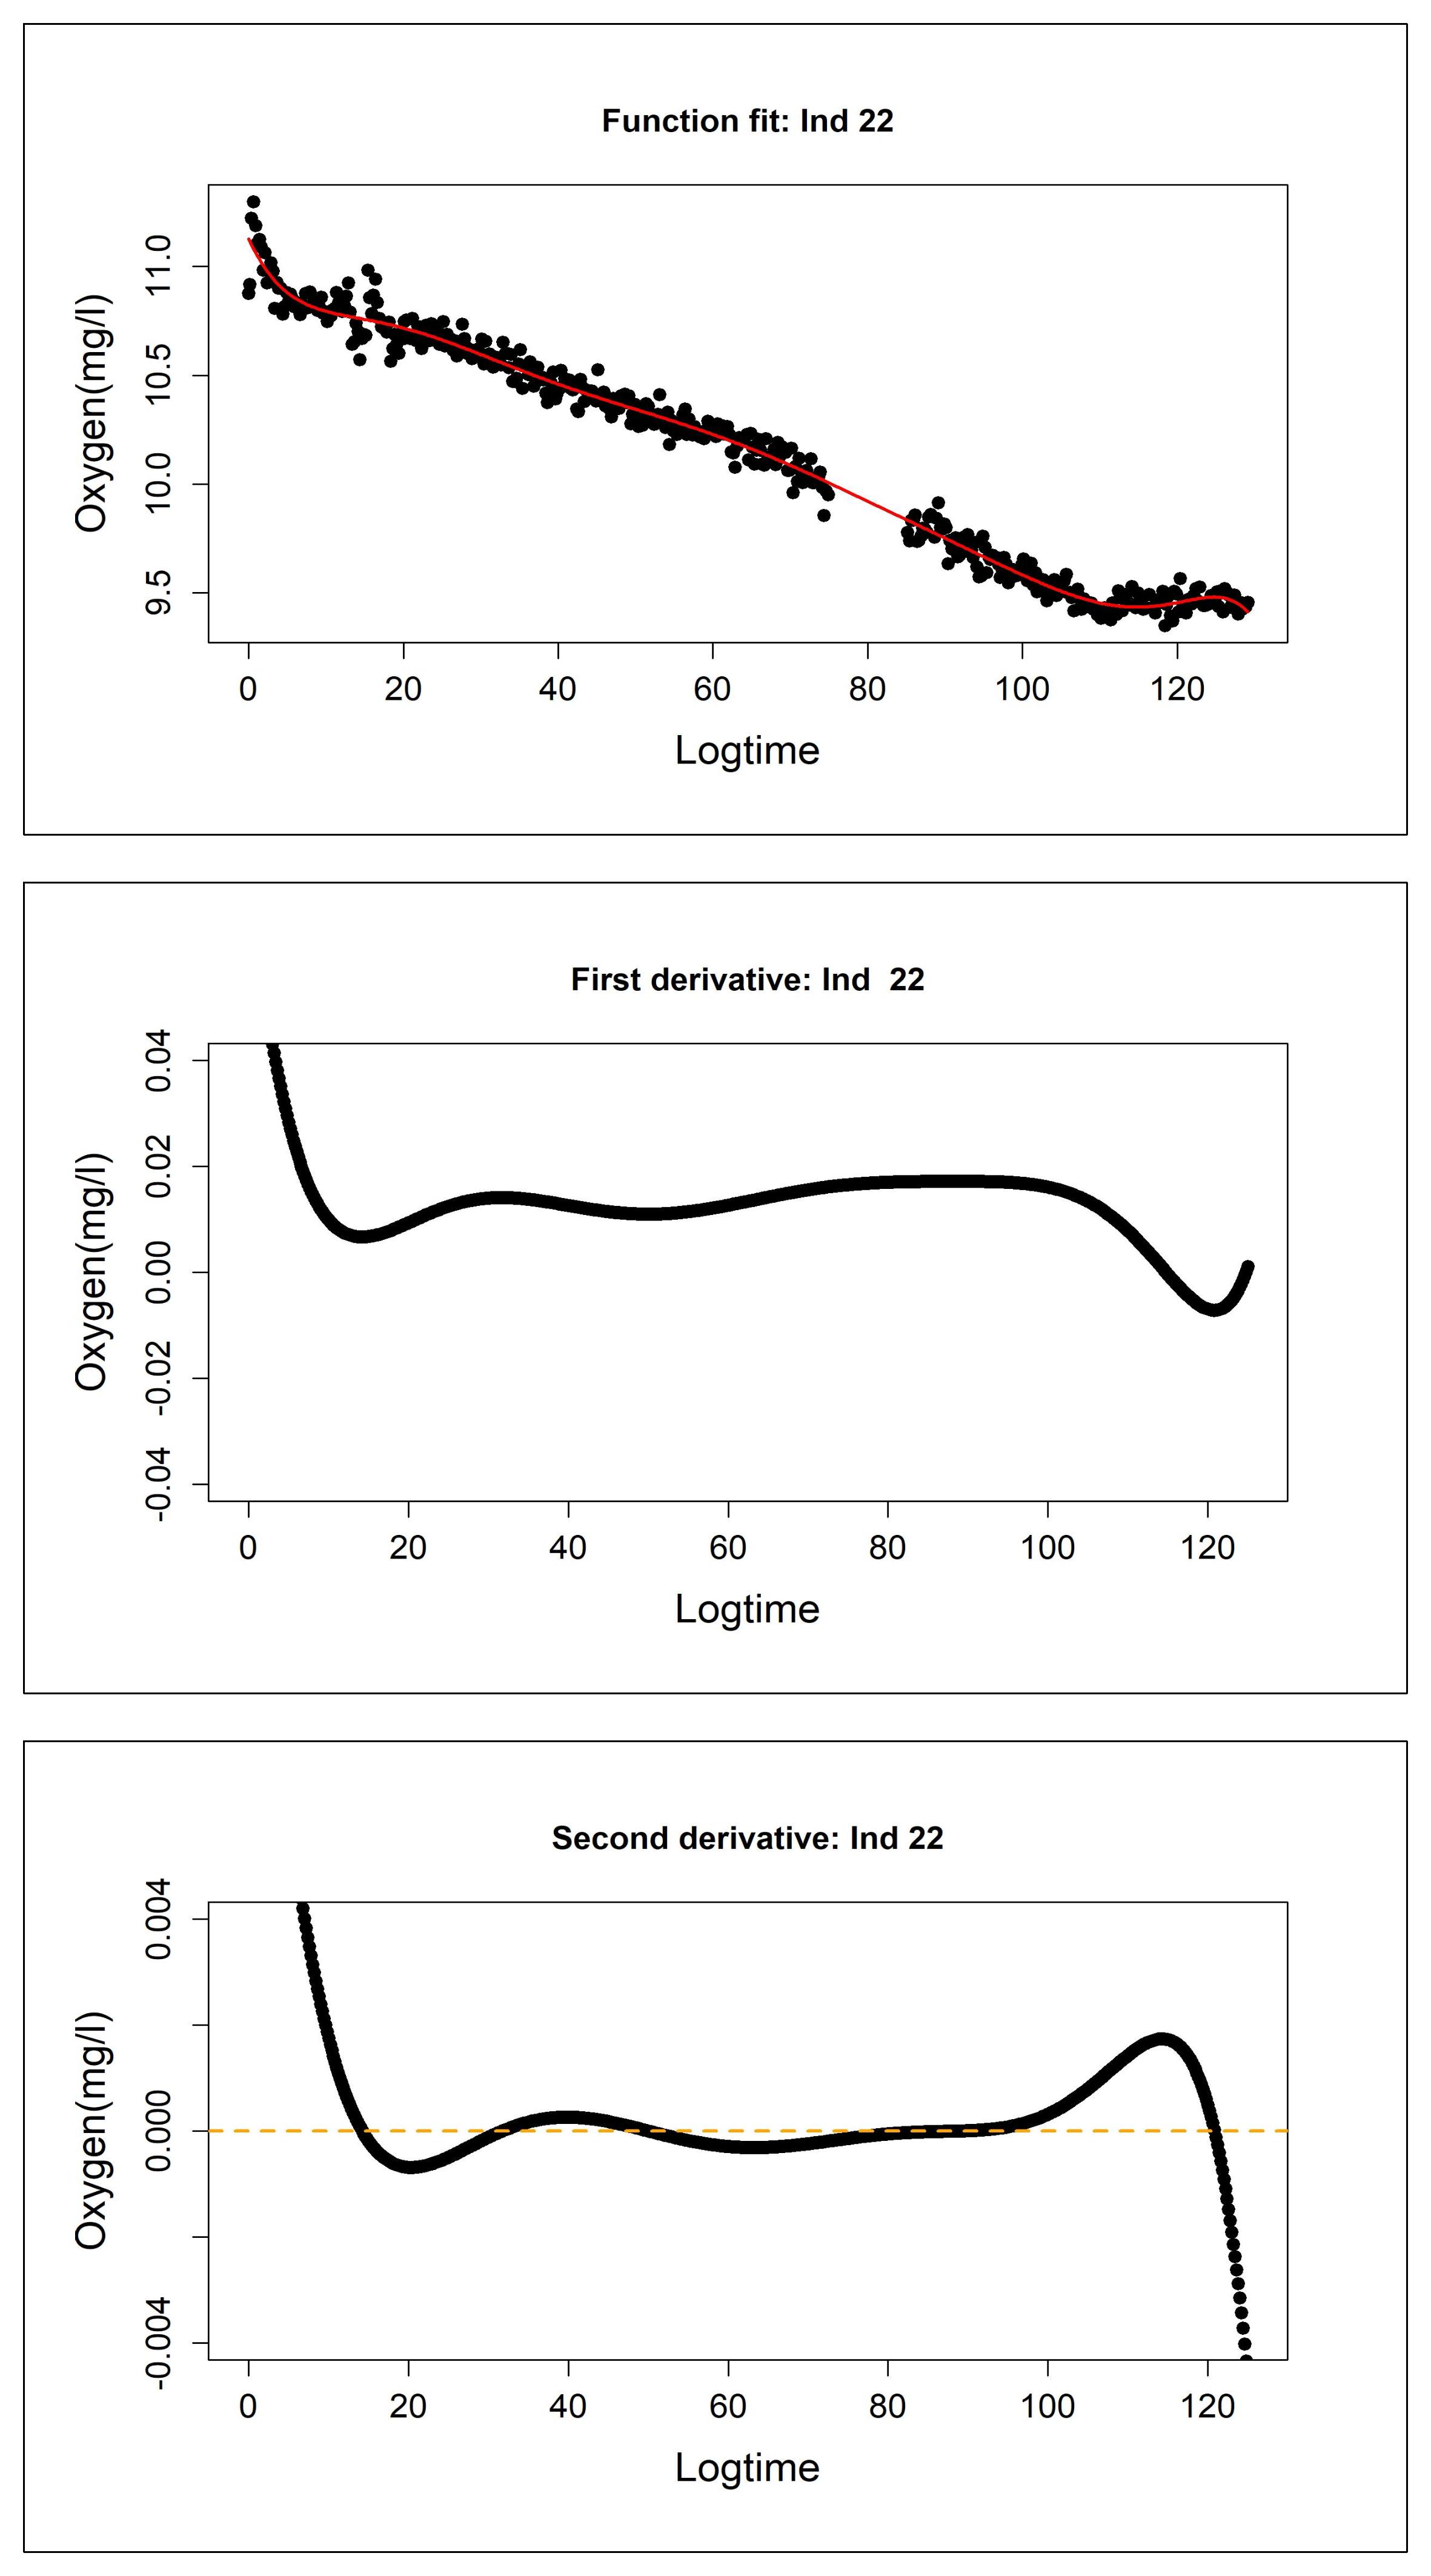 Function fit: Ind 22
Oxygen(mg/l)
11.0
10.5
10.0
9.5
0 20 40 60 80 100 120
Logtime
First derivative: Ind  22
Oxygen(mg/l)
0.04
0.02
0.00
-0.02
-0.04
0 20 40 60 80 100 120
Logtime
Second derivative: Ind 22
Oxygen(mg/l)
0.004
0.000
-0.004
0 20 40 60 80 100 120
Logtime